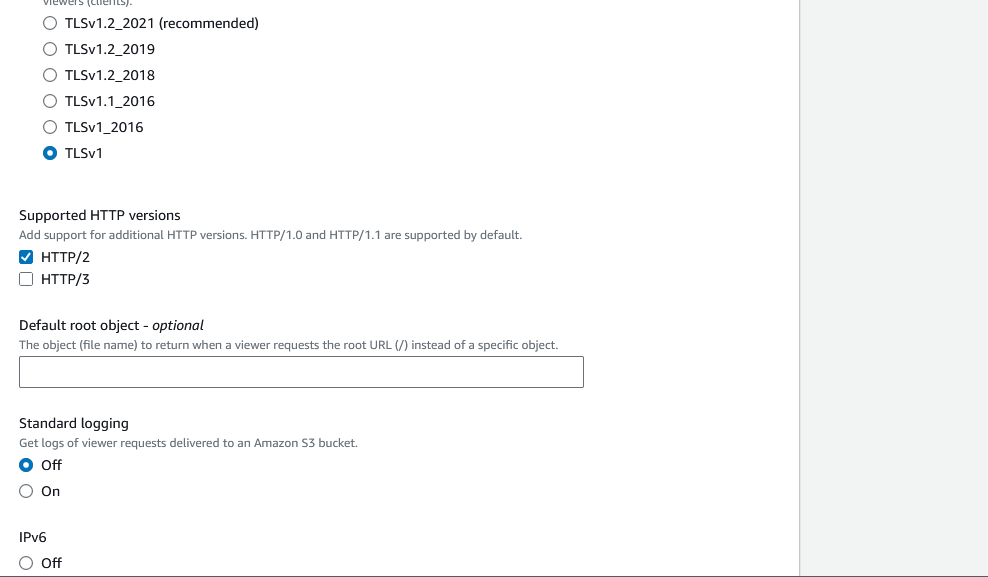 viewers (clients).
TLSv1.2_2021 (recommended)
TLSv1.2_2019
TLSv1.2_2018
TLSv1.1_2016
TLSv1_2016
TLSv1
Supported HTTP versions
Add support for additional HTTP versions. HTTP/1.0 and HTTP/1.1 are supported by default.
HTTP/2
HTTP/3
Default root object - optional
The object (file name) to return when a viewer requests the root URL (/) instead of a specific object.
Standard logging
Get logs of viewer requests delivered to an Amazon S3 bucket.
Off
On
IPv6
Off